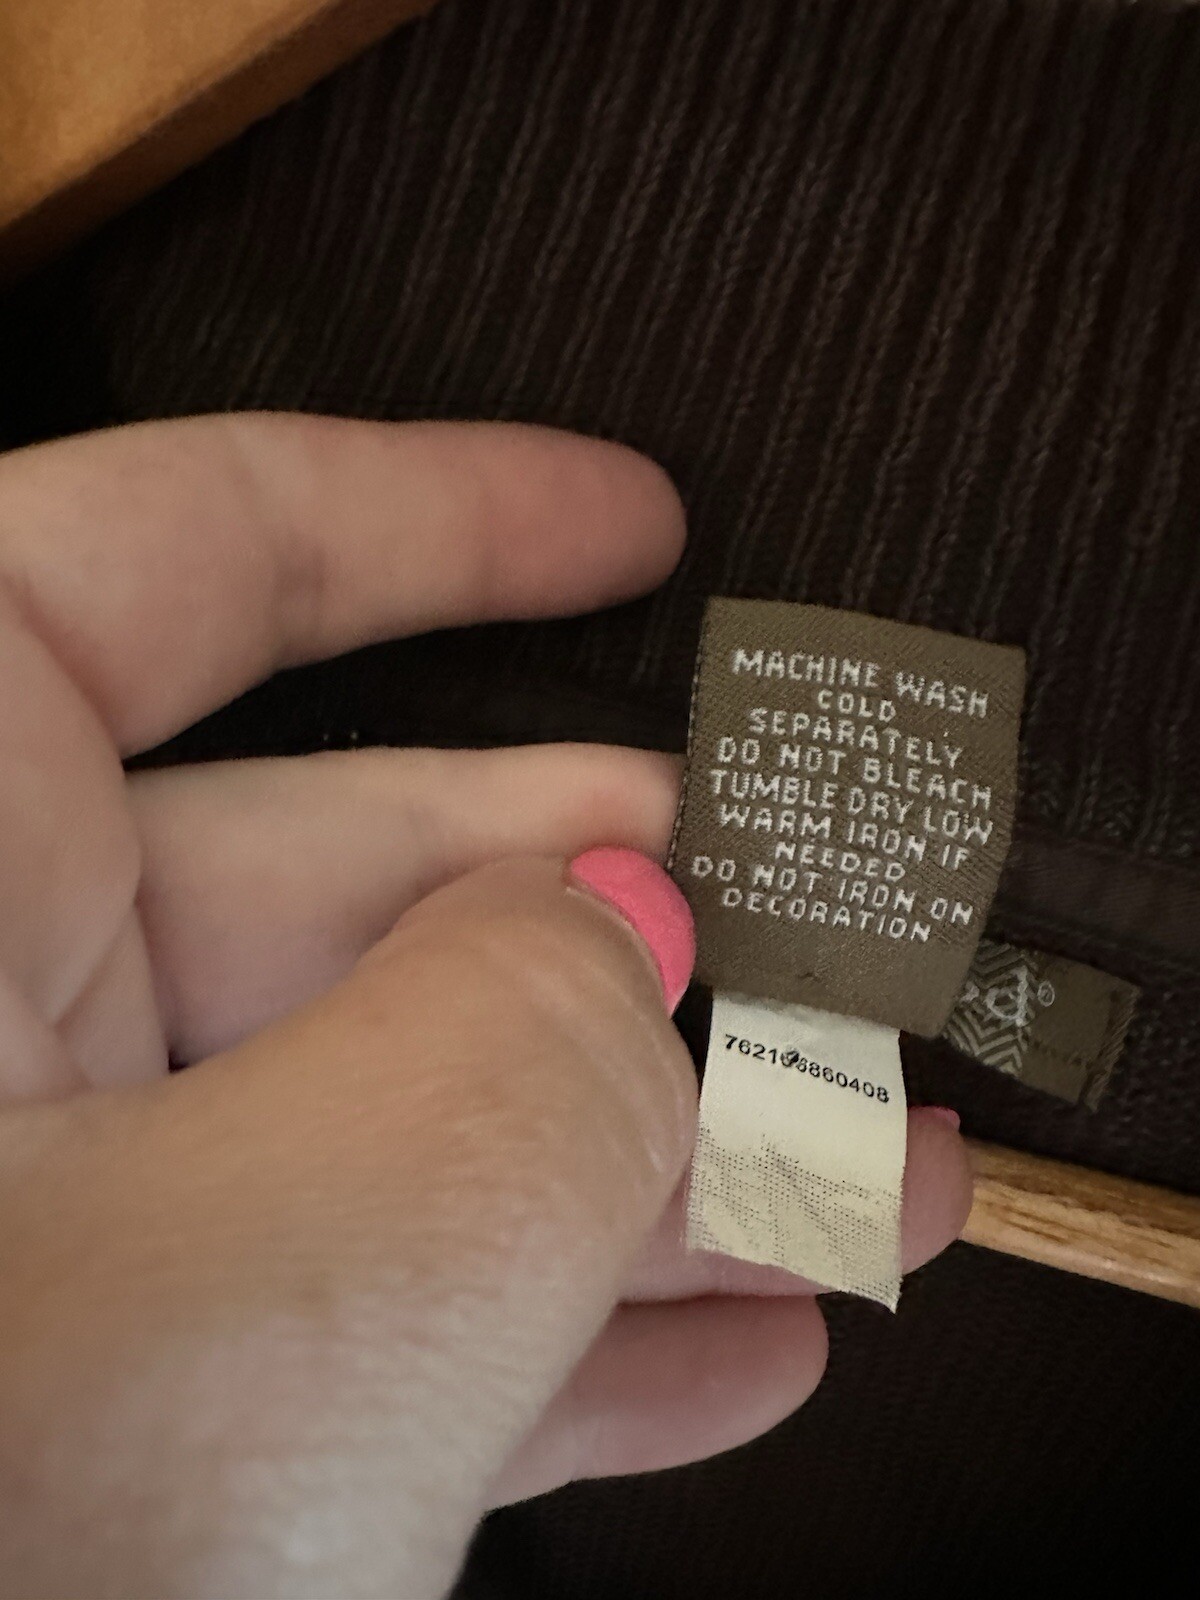 MACHINE WASH
COLD
SEPARATELY
DO NOT BLEACH
TUMBLE DRY LOW
WARM IRON IF
NEEDED
DO NOT IRON ON
DECORATION